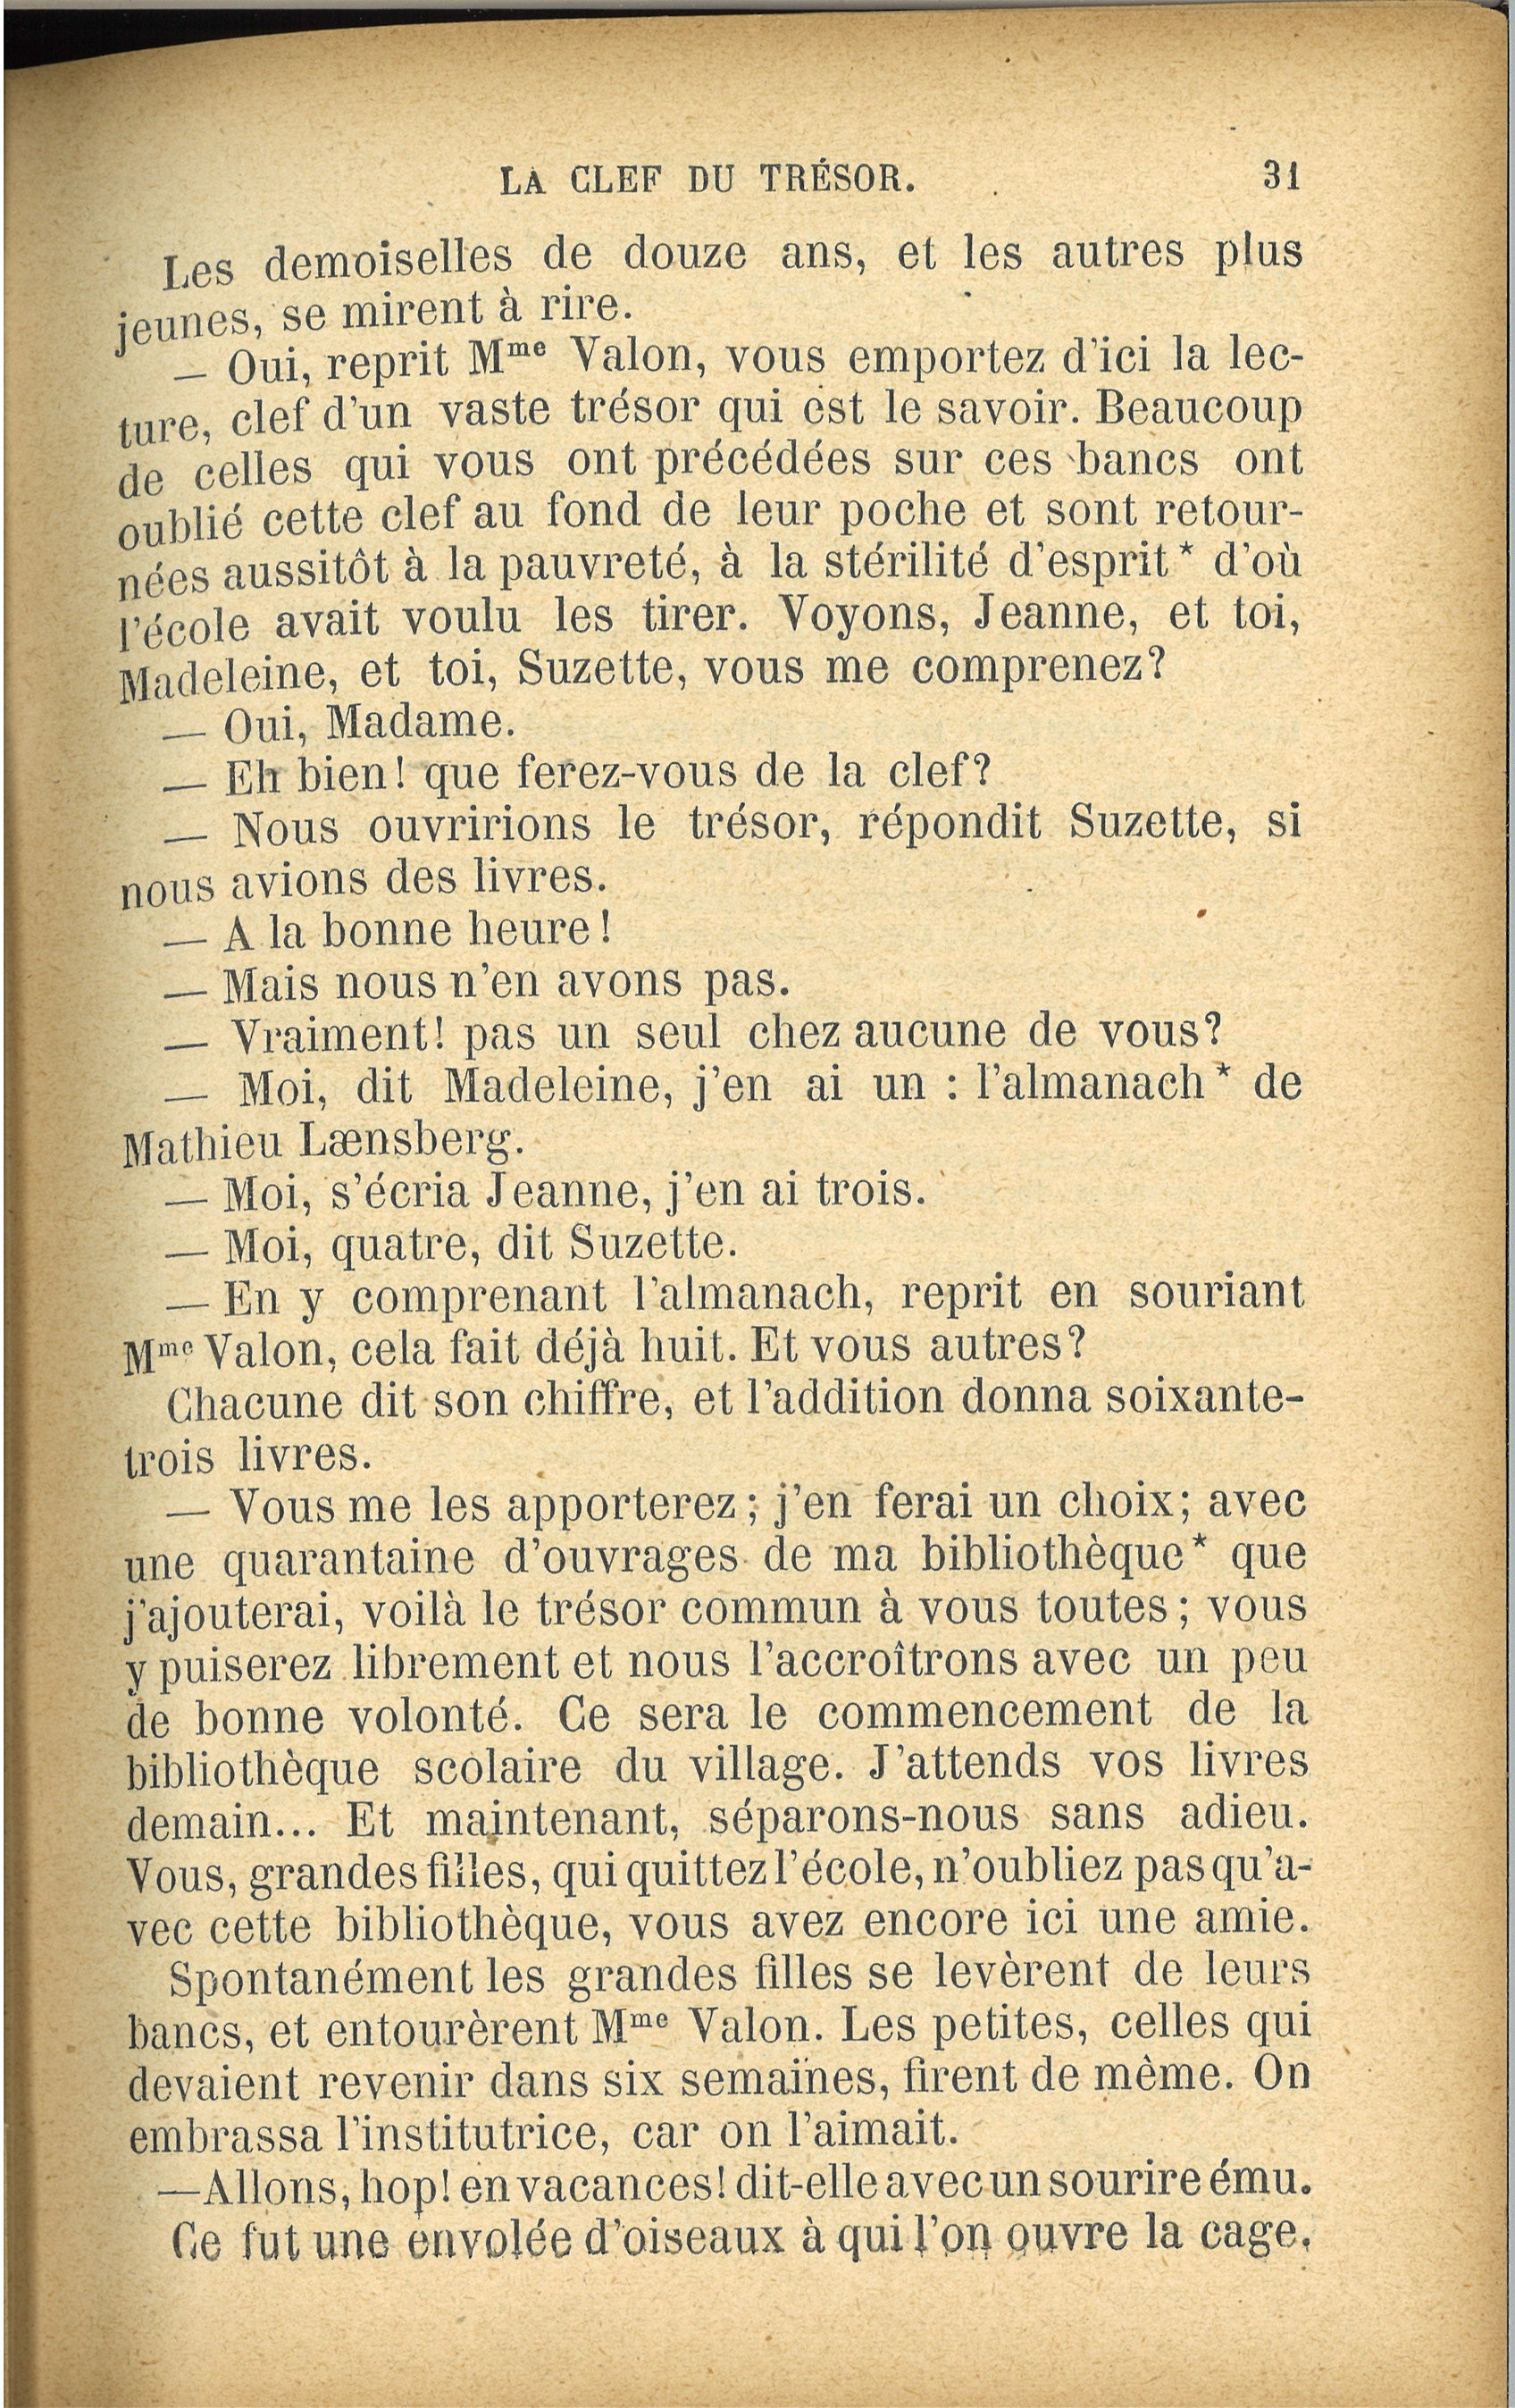 LA CLEF DU TRÉSOR. 31
Les demoiselles de douze ans, et les autres plus
jeunes, se mirent à rire.
— Oui, reprit Mme Valon, vous emportez d'ici la lec-
ture, clef d'un vaste trésor qui est le savoir. Beaucoup
de celles qui vous ont précédées sur ces bancs ont
oublié cette clef au fond de leur poche et sont retour-
nées aussitôt à la pauvreté, à la stérilité d'esprit* d'où
l'école avait voulu les tirer. Voyons, Jeanne, et toi,
Madeleine, et toi, Suzette, vous me comprenez?
— Oui, Madame.
— Eh bien! que ferez-vous de la clef?
— Nous ouvririons le trésor, répondit Suzette, si
nous avions des livres.
— A la bonne heure!
— Mais nous n'en avons pas.
— Vraiment! pas un seul chez aucune de vous?
— Moi, dit Madeleine, j'en ai un : l'almanach* de
Mathieu Lænsberg.
— Moi, s'écria Jeanne, j'en ai trois.
— Moi, quatre, dit Suzette.
— En y comprenant l'almanach, reprit en souriant
Mme Valon, cela fait déjà huit. Et vous autres?
Chacune dit son chiffre, et l'addition donna soixante-
trois livres.
— Vous me les apporterez; j'en ferai un choix; avec
une quarantaine d'ouvrages de ma bibliothèque* que
j'ajouterai, voilà le trésor commun à vous toutes; vous
y puiserez librement et nous l'accroîtrons avec un peu
de bonne volonté. Ce sera le commencement de la
bibliothèque scolaire du village. J'attends vos livres
demain... Et maintenant, séparons-nous sans adieu.
Vous, grandes filles, qui quittez l'école, n'oubliez pas qu'a-
vec cette bibliothèque, vous avez encore ici une amie.
Spontanément les grandes filles se levèrent de leurs
bancs, et entourèrent Mme Valon. Les petites, celles qui
devaient revenir dans six semaines, firent de même. On
embrassa l'institutrice, car on l'aimait.
— Allons, hop! en vacances! dit-elle avec un sourire ému.
Ce fut une envolée d'oiseaux à qui l'on ouvre la cage.